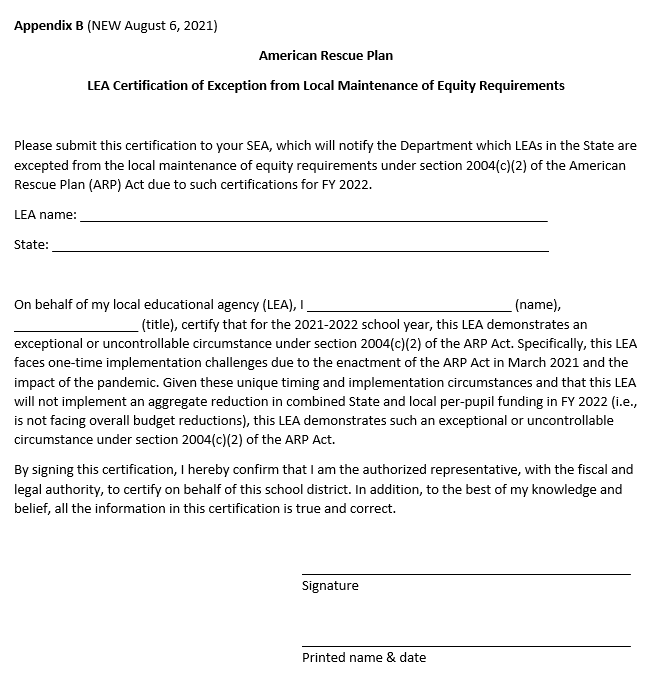 Appendix B (NEW August 6, 2021)
American Rescue Plan
LEA Certification of Exception from Local Maintenance of Equity Requirements
Please submit this certification to your SEA, which will notify the Department which LEAs in the State are
excepted from the local maintenance of equity requirements under section 2004(c)(2) of the American
Rescue Plan (ARP) Act due to such certifications for FY 2022.
LEA name: ____________________
State: ____________________
On behalf of my local educational agency (LEA), I ____________________ (name),
____________________ (title), certify that for the 2021-2022 school year, this LEA demonstrates an
exceptional or uncontrollable circumstance under section 2004(c)(2) of the ARP Act. Specifically, this LEA
faces one-time implementation challenges due to the enactment of the ARP Act in March 2021 and the
impact of the pandemic. Given these unique timing and implementation circumstances and that this LEA
will not implement an aggregate reduction in combined State and local per-pupil funding in FY 2022 (i.e.,
is not facing overall budget reductions), this LEA demonstrates such an exceptional or uncontrollable
circumstance under section 2004(c)(2) of the ARP Act.
By signing this certification, I hereby confirm that I am the authorized representative, with the fiscal and
legal authority, to certify on behalf of this school district. In addition, to the best of my knowledge and
belief, all the information in this certification is true and correct.
Signature
Printed name & date